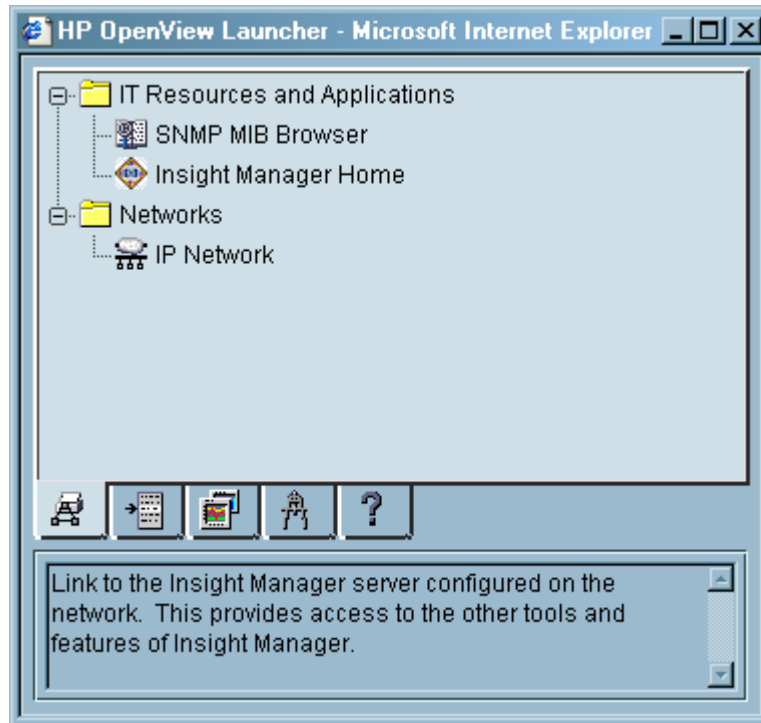 HP OpenView Launcher - Microsoft Internet Explorer
IT Resources and Applications
SNMP MIB Browser
Insight Manager Home
Networks
IP Network
?
Link to the Insight Manager server configured on the
network. This provides access to the other tools and
features of Insight Manager.